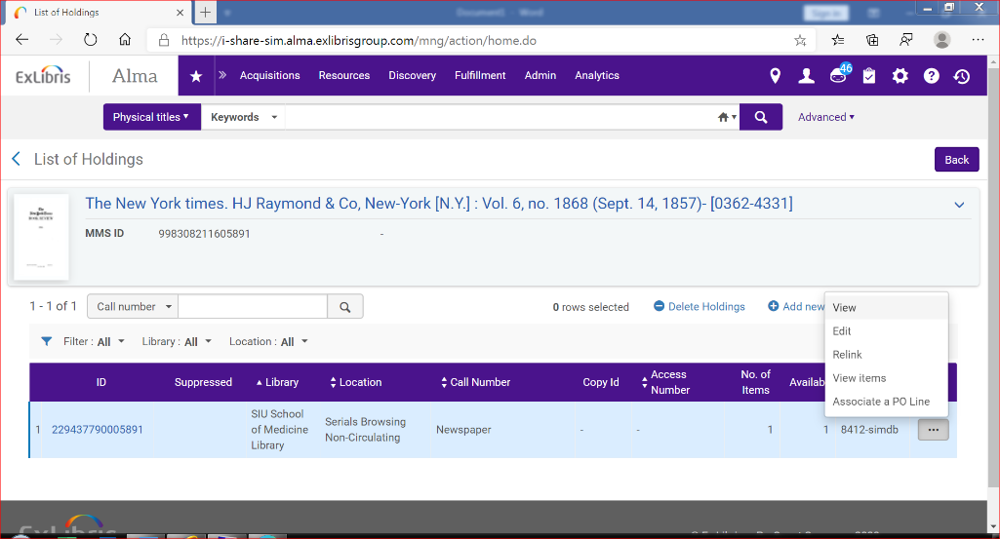 List of Holdings
Document1 - Word
Sign in
https://i-share-sim.alma.exlibrisgroup.com/mng/action/home.do
ExLibris
Alma
Acquisitions Resources Discovery Fulfillment Admin Analytics
46
Physical titles Keywords Advanced
List of Holdings
Back
The New York times. HJ Raymond & Co, New-York [N.Y.] : Vol. 6, no. 1868 (Sept. 14, 1857)- [0362-4331]
MMS ID 998308211605891 -
1 - 1 of 1 Call number 0 rows selected Delete Holdings Add new
View
Edit
Relink
View items
Associate a PO Line
Filter : All Library : All Location : All
ID Suppressed Library Location Call Number Copy Id Access Number No. of Items Availab
1 229437790005891 SIU School of Medicine Library Serials Browsing Non-Circulating Newspaper - - 1 1 8412-simdb ...
ExLibris